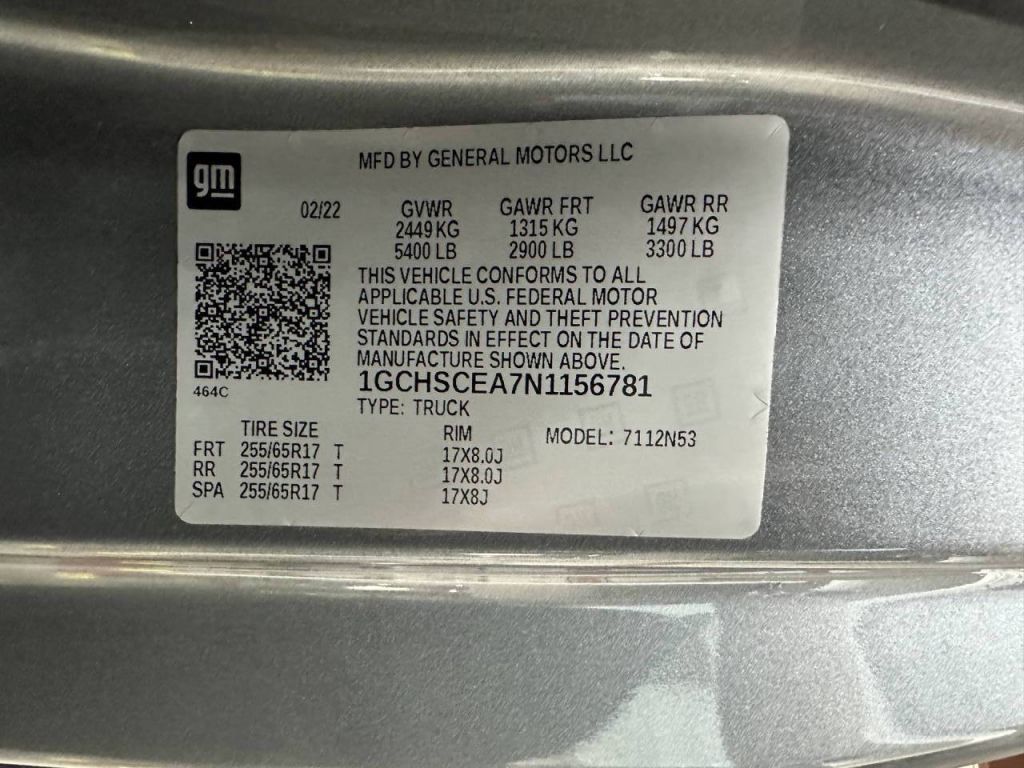 gm
MFD BY GENERAL MOTORS LLC
02/22 GVWR GAWR FRT GAWR RR
2449 KG 1315 KG 1497 KG
5400 LB 2900 LB 3300 LB
THIS VEHICLE CONFORMS TO ALL
APPLICABLE U.S. FEDERAL MOTOR
VEHICLE SAFETY AND THEFT PREVENTION
STANDARDS IN EFFECT ON THE DATE OF
MANUFACTURE SHOWN ABOVE.
464C
1GCHSCEA7N1156781
TYPE: TRUCK
TIRE SIZE RIM MODEL: 7112N53
FRT 255/65R17 T 17X8.0J
RR 255/65R17 T 17X8.0J
SPA 255/65R17 T 17X8J